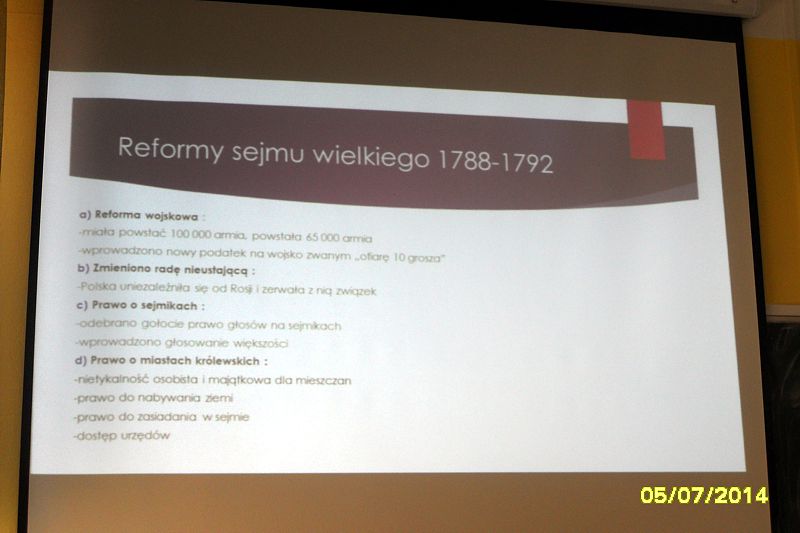 Reformy sejmu wielkiego 1788-1792
a) Reforma wojskowa :
-miała powstać 100 000 armia, powstała 65 000 armia
-wprowadzono nowy podatek na wojsko zwanym „ofiarę 10 grosza"
b) Zmieniono radę nieustającą :
-Polska uniezależniła się od Rosji i zerwała z nią związek
c) Prawo o sejmikach :
-odebrano gołocie prawo głosów na sejmikach
-wprowadzono głosowanie większości
d) Prawo o miastach królewskich :
-nietykalność osobista i majątkowa dla mieszczan
-prawo do nabywania ziemi
-prawo do zasiadania w sejmie
-dostęp urzędów
05/07/2014